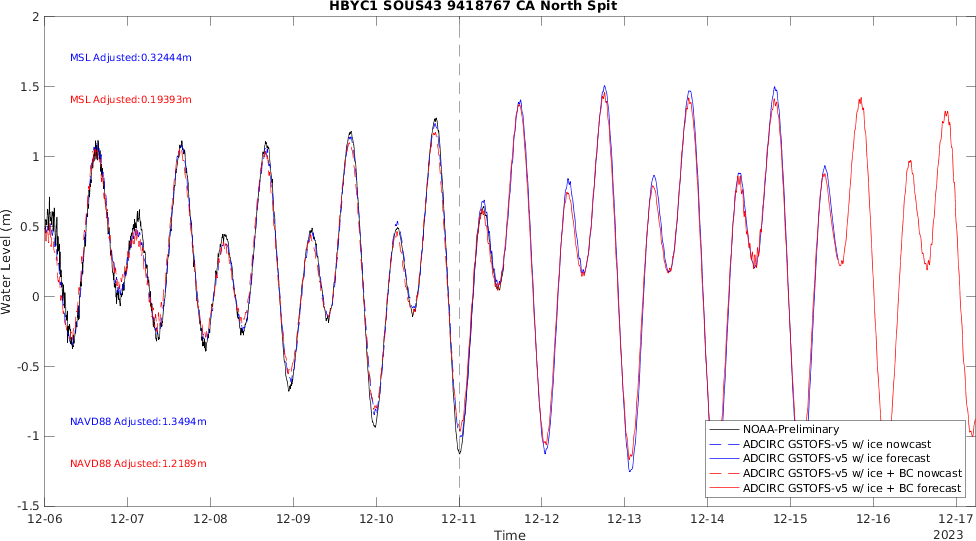 HBYC1 SOUS43 9418767 CA North Spit
2
1.5
1
0.5
0
-0.5
-1
-1.5
Water Level (m)
MSL Adjusted:0.32444m
MSL Adjusted:0.19393m
NAVD88 Adjusted:1.3494m
NAVD88 Adjusted:1.2189m
NOAA-Preliminary
ADCIRC GSTOFS-v5 w/ ice nowcast
ADCIRC GSTOFS-v5 w/ ice forecast
ADCIRC GSTOFS-v5 w/ ice + BC nowcast
ADCIRC GSTOFS-v5 w/ ice + BC forecast
12-06 12-07 12-08 12-09 12-10 12-11 12-12 12-13 12-14 12-15 12-16 12-17
Time
2023